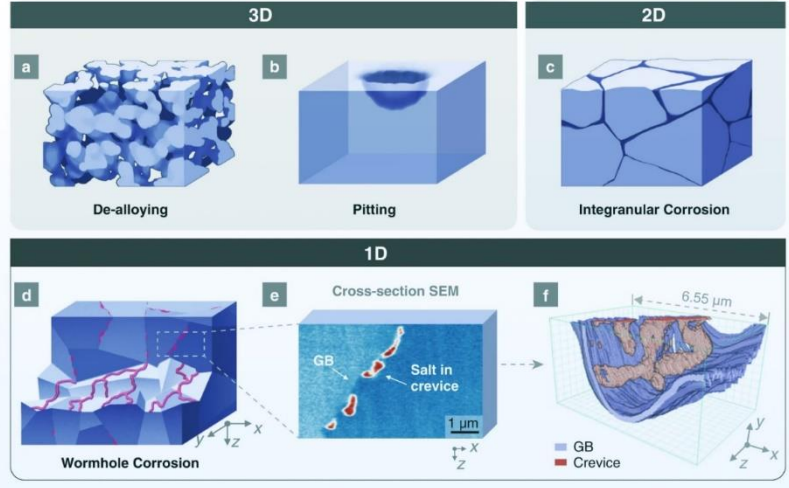 3D
2D
a
b
c
De-alloying
Pitting
Integranular Corrosion
1D
d
e
f
Cross-section SEM
6.55 µm
GB
Salt in
crevice
1 µm
y
x
z
x
z
y
x
z
GB
Crevice
Wormhole Corrosion